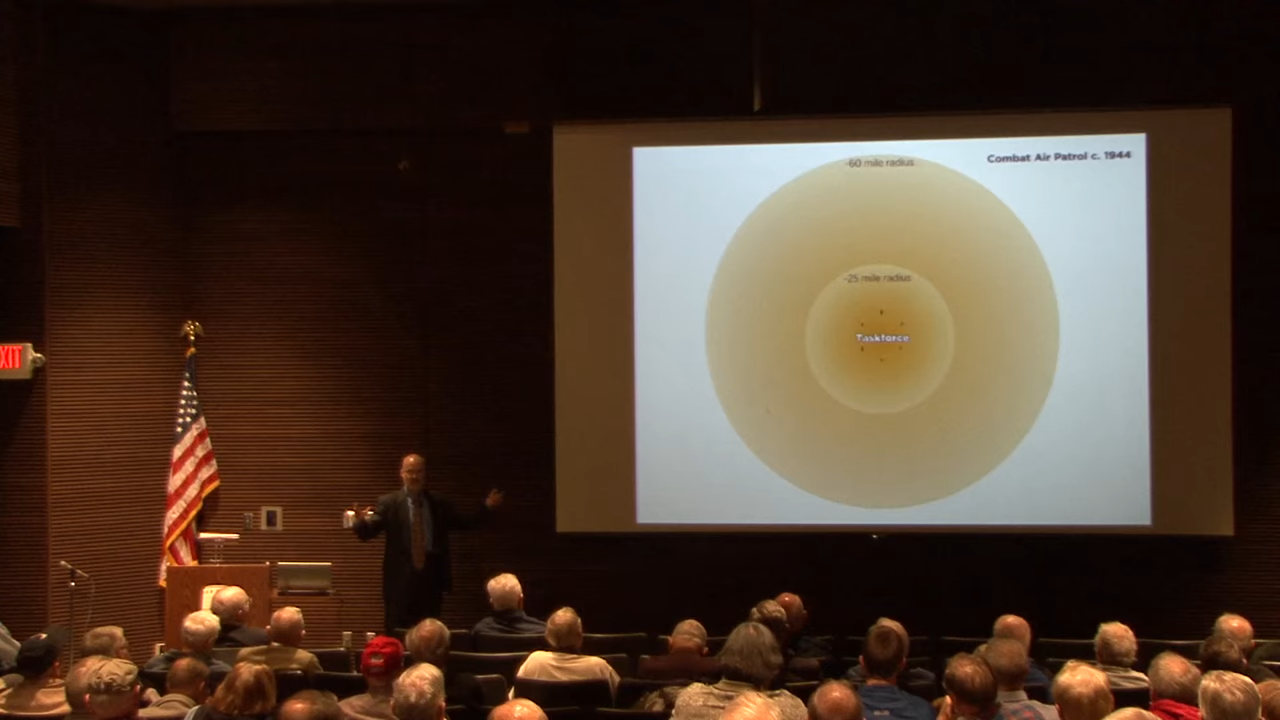 Combat Air Patrol c. 1944
~60 mile radius
~25 mile radius
Taskforce
EXIT